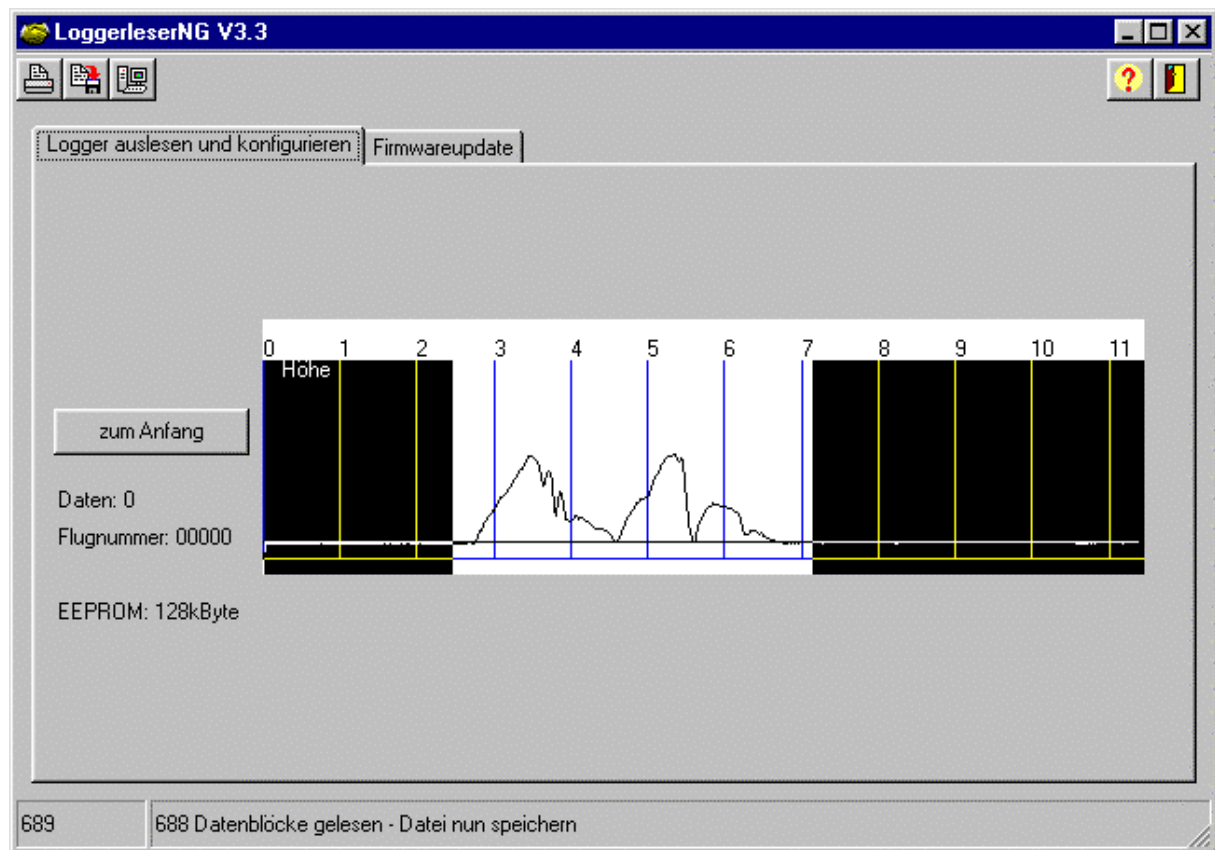 LoggerleserNG V3.3
Logger auslesen und konfigurieren
Firmwareupdate
0 1 2 3 4 5 6 7 8 9 10 11
Höhe
zum Anfang
Daten: 0
Flugnummer: 00000
EEPROM: 128kByte
689
688 Datenblöcke gelesen - Datei nun speichern